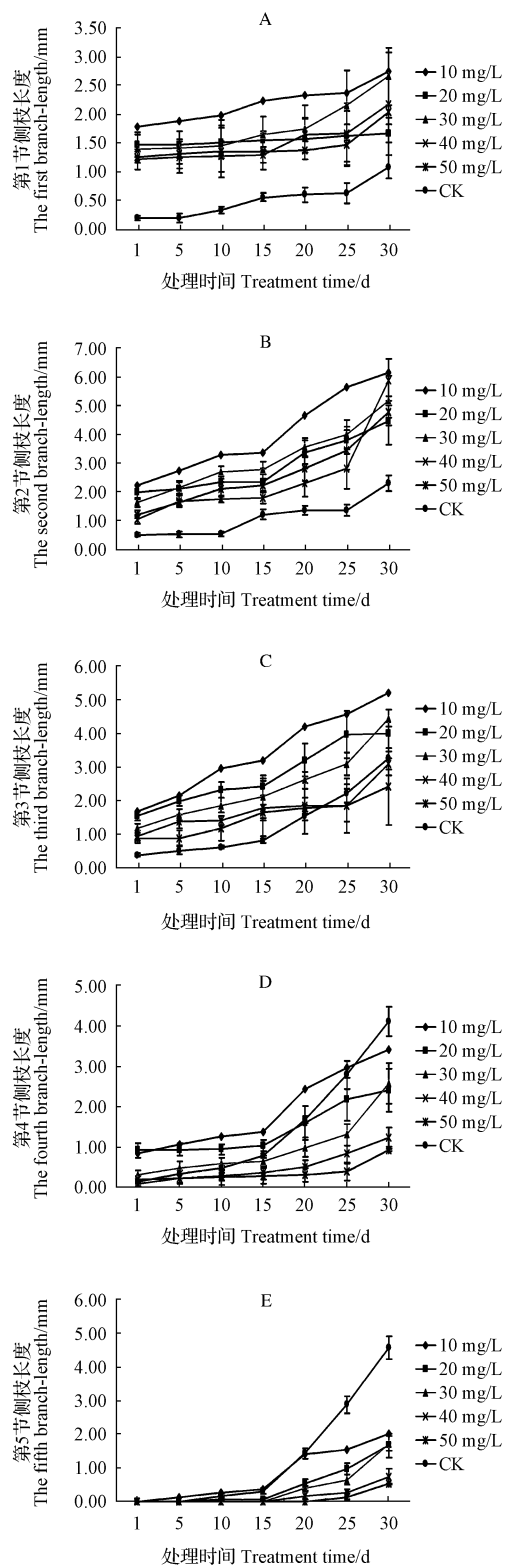 A
第1节侧枝长度
The first branch-length/mm
3.50
3.00
2.50
2.00
1.50
1.00
0.50
0.00
1 5 10 15 20 25 30
处理时间 Treatment time/d
10 mg/L
20 mg/L
30 mg/L
40 mg/L
50 mg/L
CK
B
第2节侧枝长度
The second branch-length/mm
7.00
6.00
5.00
4.00
3.00
2.00
1.00
0.00
1 5 10 15 20 25 30
处理时间 Treatment time/d
10 mg/L
20 mg/L
30 mg/L
40 mg/L
50 mg/L
CK
C
第3节侧枝长度
The third branch-length/mm
6.00
5.00
4.00
3.00
2.00
1.00
0.00
1 5 10 15 20 25 30
处理时间 Treatment time/d
10 mg/L
20 mg/L
30 mg/L
40 mg/L
50 mg/L
CK
D
第4节侧枝长度
The fourth branch-length/mm
5.00
4.00
3.00
2.00
1.00
0.00
1 5 10 15 20 25 30
处理时间 Treatment time/d
10 mg/L
20 mg/L
30 mg/L
40 mg/L
50 mg/L
CK
E
第5节侧枝长度
The fifth branch-length/mm
6.00
5.00
4.00
3.00
2.00
1.00
0.00
1 5 10 15 20 25 30
处理时间 Treatment time/d
10 mg/L
20 mg/L
30 mg/L
40 mg/L
50 mg/L
CK